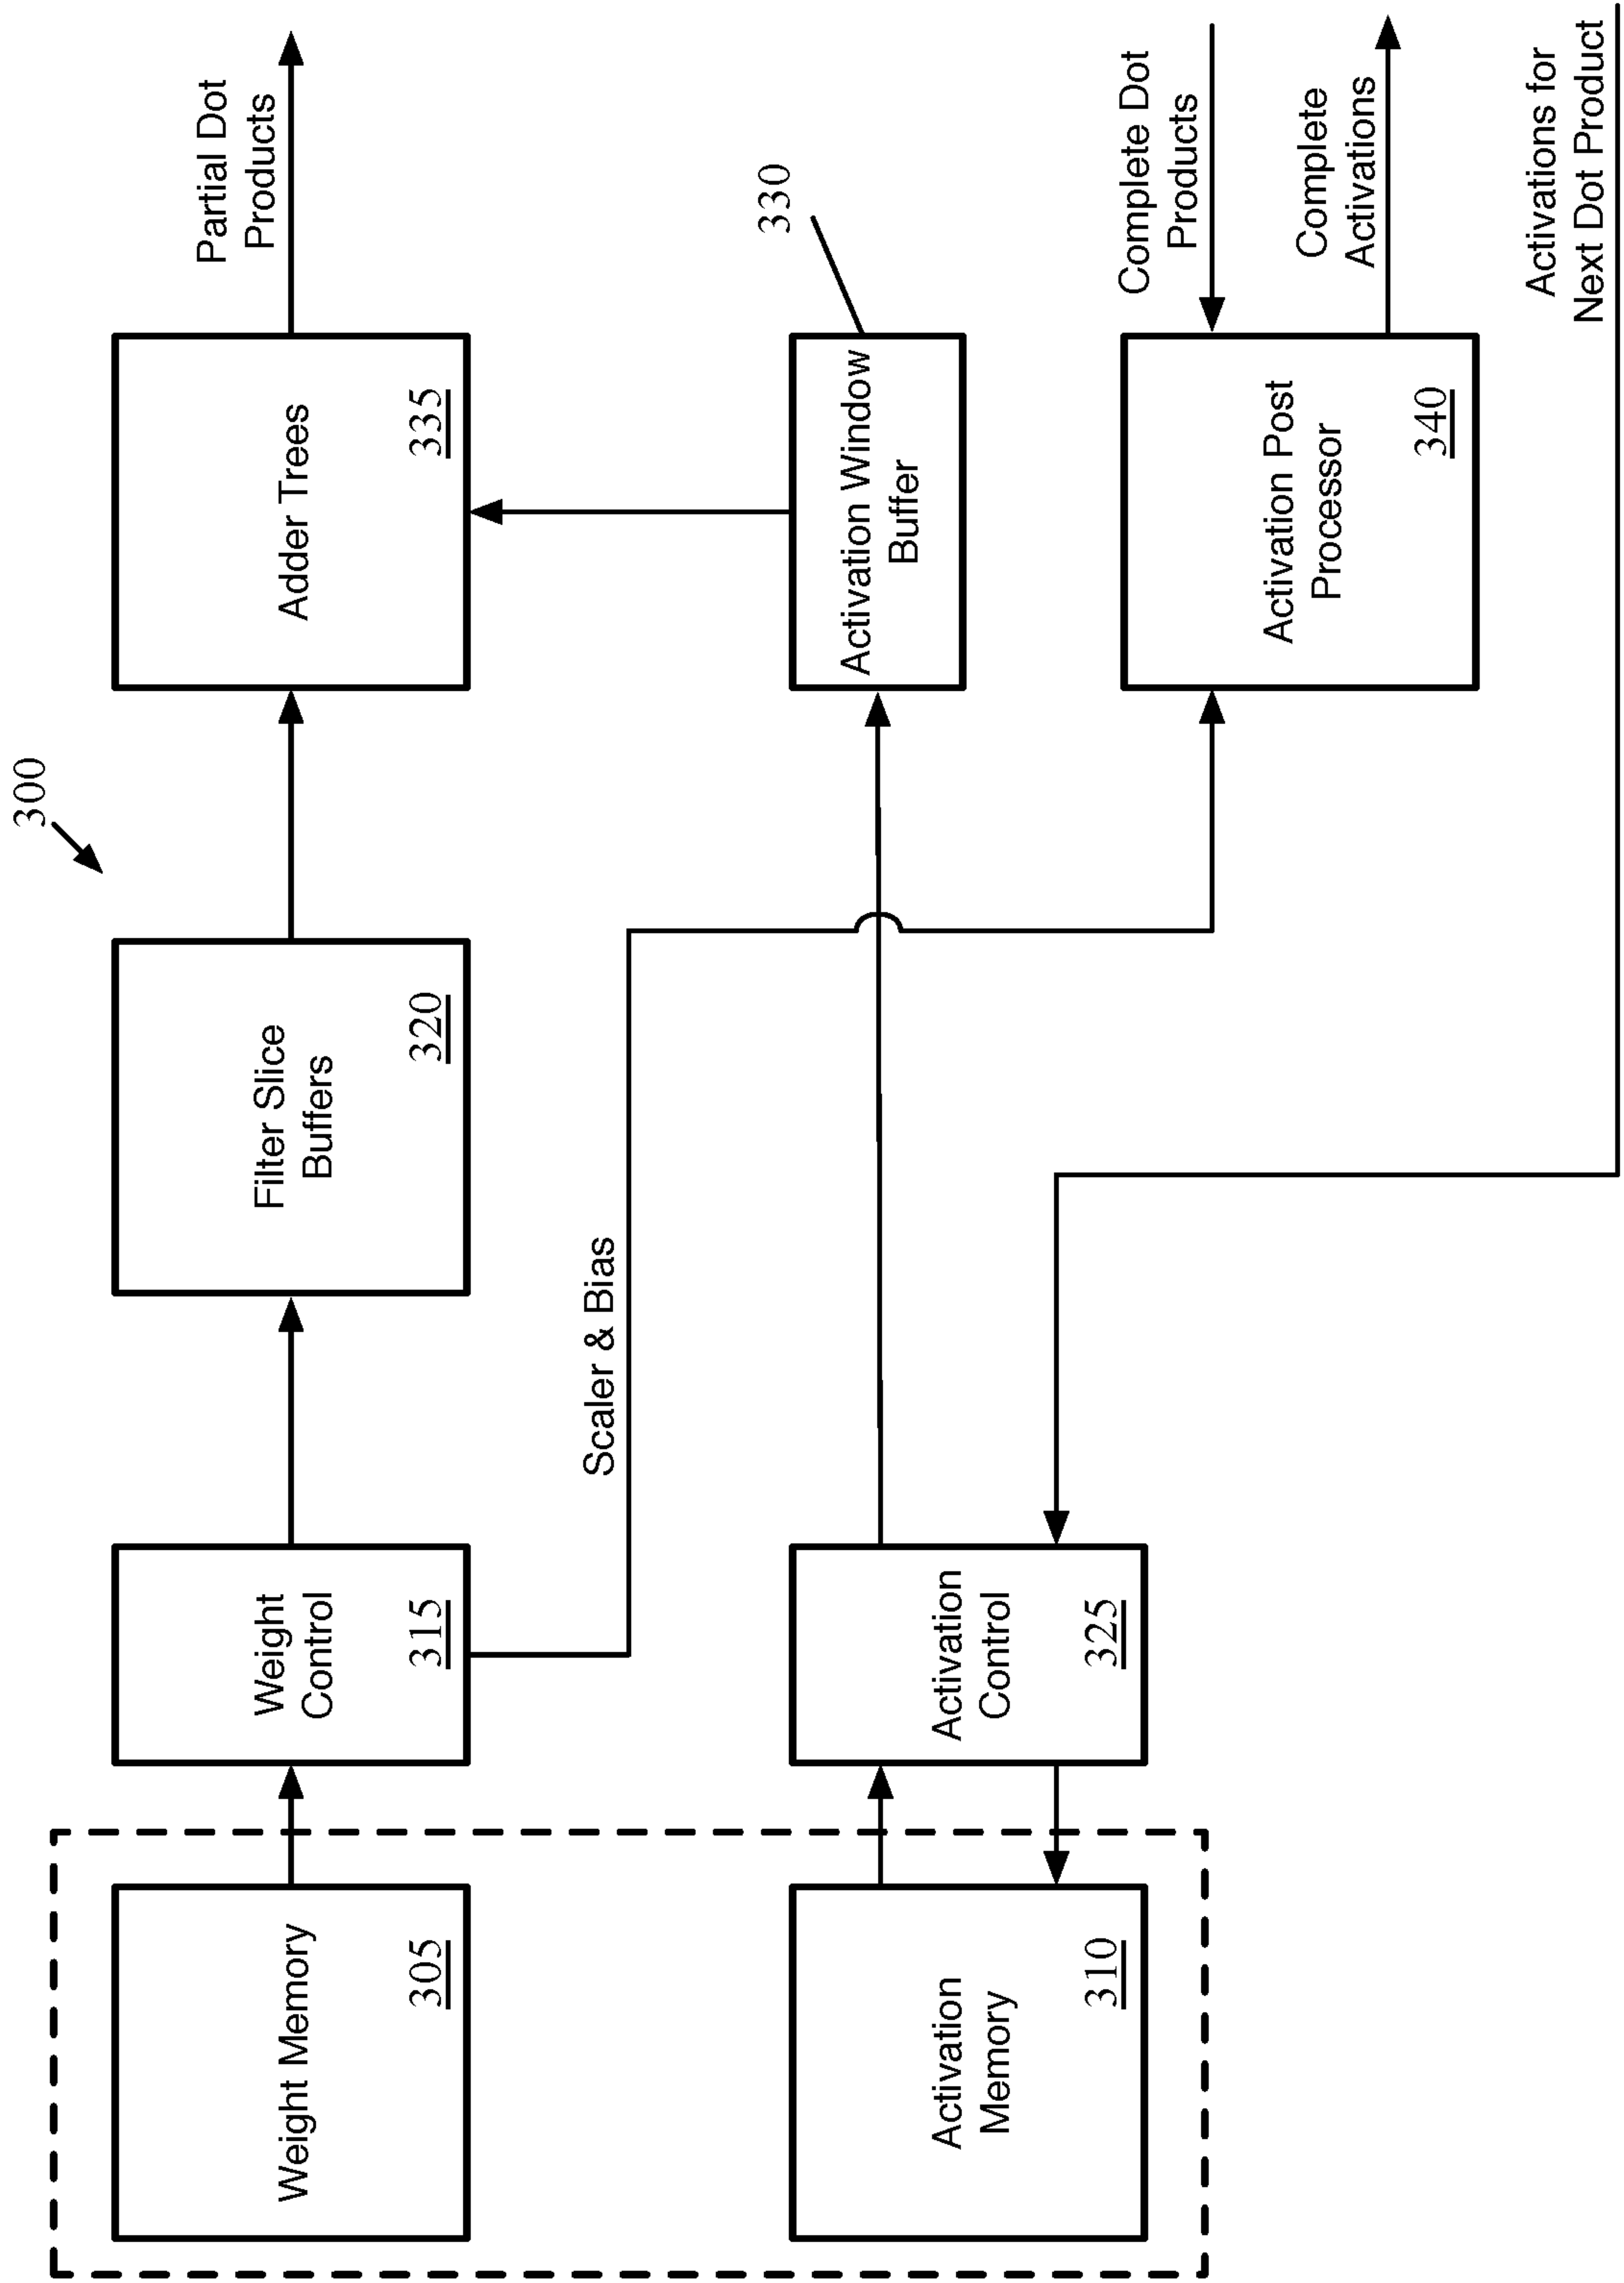 300
Weight Memory
305
Weight
Control
315
Filter Slice
Buffers
320
Adder Trees
335
Partial Dot
Products
Scaler & Bias
Activation
Memory
310
Activation
Control
325
Activation Window
Buffer
330
Activation Post
Processor
340
Complete Dot
Products
Complete
Activations
Activations for
Next Dot Product